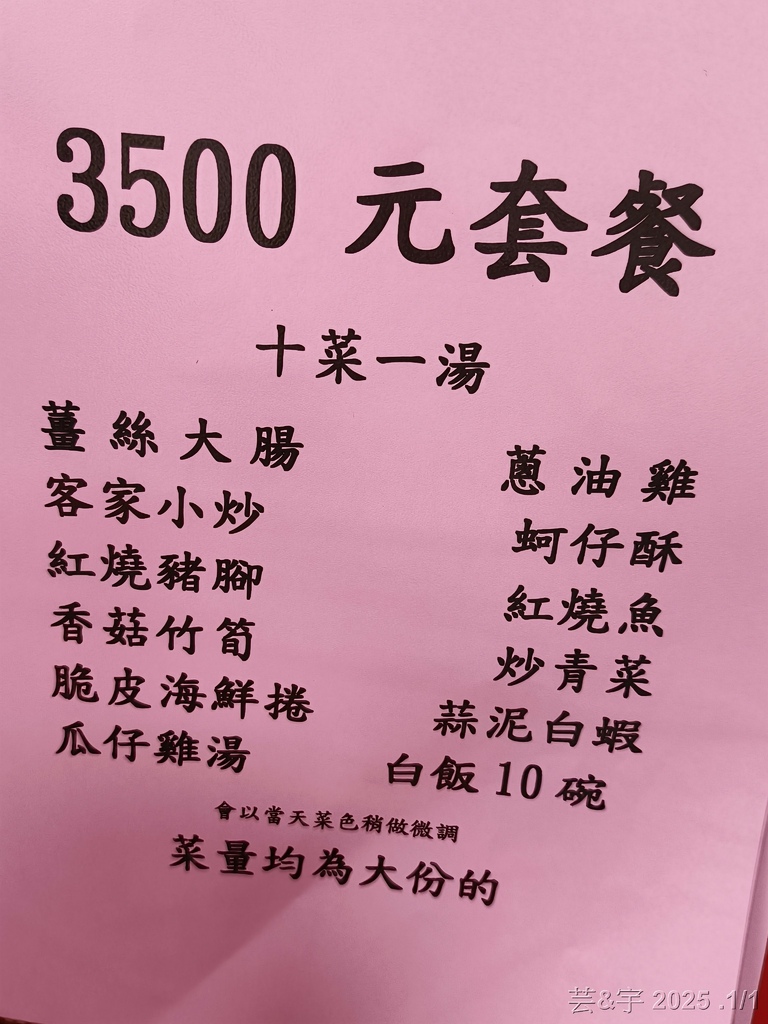 3500 元套餐
十菜一湯
薑絲大腸
蔥油雞
客家小炒
蚵仔酥
紅燒豬腳
紅燒魚
香菇竹筍
炒青菜
脆皮海鮮捲
蒜泥白蝦
瓜仔雞湯
白飯 10 碗
會以當天菜色稍做微調
菜量均為大份的
芸&宇 2025 .1/1